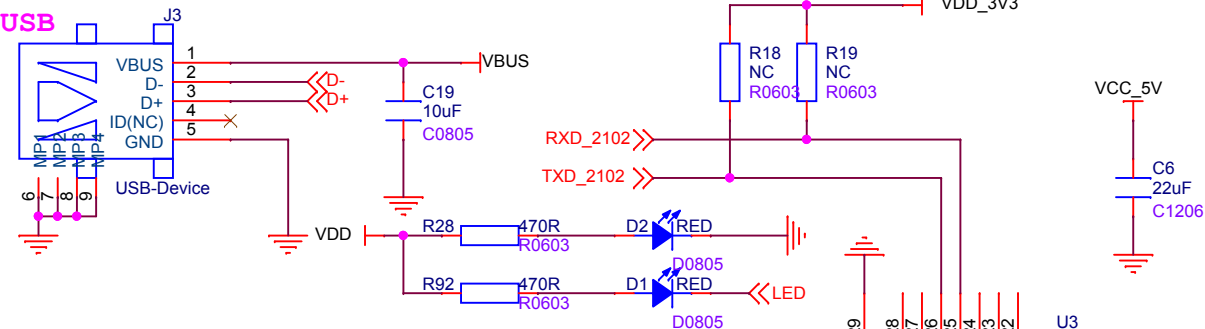 USB
J3
VBUS
D-
D+
ID(NC)
GND
1
2
3
4
5
MP1
MP2
MP3
MP4
6
7
8
9
USB-Device
D-
D+
VBUS
C19
10uF
C0805
VDD_3V3
R18
NC
R0603
R19
NC
R0603
RXD_2102
TXD_2102
VCC_5V
C6
22uF
C1206
VDD
R28
470R
R0603
D2
RED
D0805
R92
470R
R0603
D1
RED
D0805
LED
U3